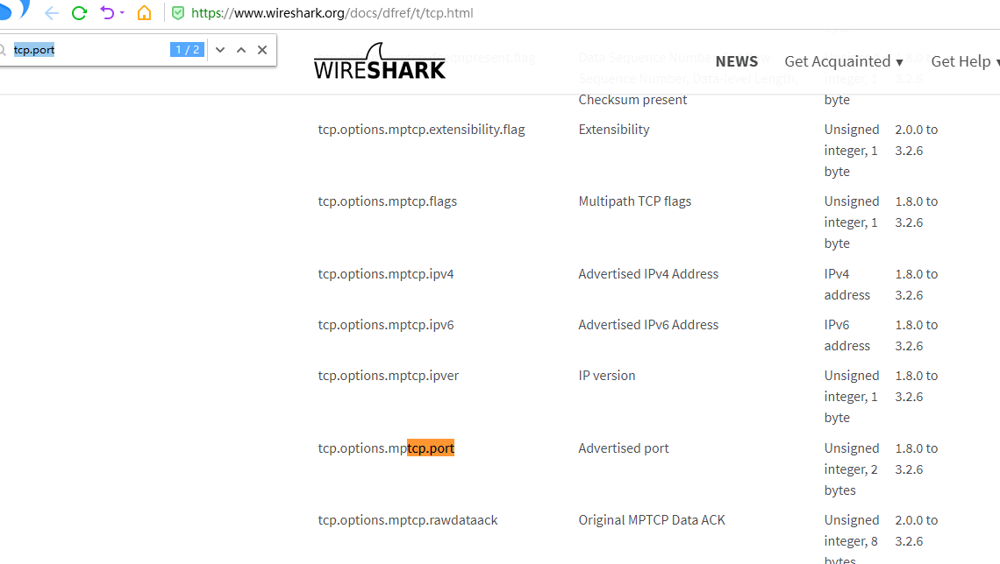 https://www.wireshark.org/docs/dfref/t/tcp.html
tcp.port 1 / 2
WIRESHARK NEWS Get Acquainted ▾ Get Help ▾
Data Sequence Number
Sequence Number, Data-level Length, integer, 1 3.2.6
Checksum present byte
tcp.options.mptcp.extensibility.flag Extensibility Unsigned 2.0.0 to
integer, 1 3.2.6
byte
tcp.options.mptcp.flags Multipath TCP flags Unsigned 1.8.0 to
integer, 1 3.2.6
byte
tcp.options.mptcp.ipv4 Advertised IPv4 Address IPv4 1.8.0 to
address 3.2.6
tcp.options.mptcp.ipv6 Advertised IPv6 Address IPv6 1.8.0 to
address 3.2.6
tcp.options.mptcp.ipver IP version Unsigned 1.8.0 to
integer, 1 3.2.6
byte
tcp.options.mptcp.port Advertised port Unsigned 1.8.0 to
integer, 2 3.2.6
bytes
tcp.options.mptcp.rawdataack Original MPTCP Data ACK Unsigned 2.0.0 to
integer, 8 3.2.6
bytes